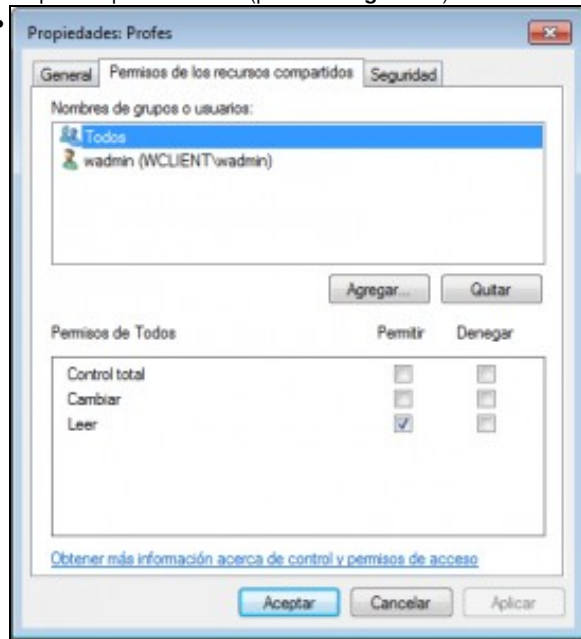 Propiedades: Profes
General Permisos de los recursos compartidos Seguridad
Nombres de grupos o usuarios:
Todos
wadmin (WCLIENT\wadmin)
Agregar... Quitar
Permisos de Todos Permitir Denegar
Control total
Cambiar
Leer
Obtener más información acerca de control y permisos de acceso
Aceptar Cancelar Aplicar